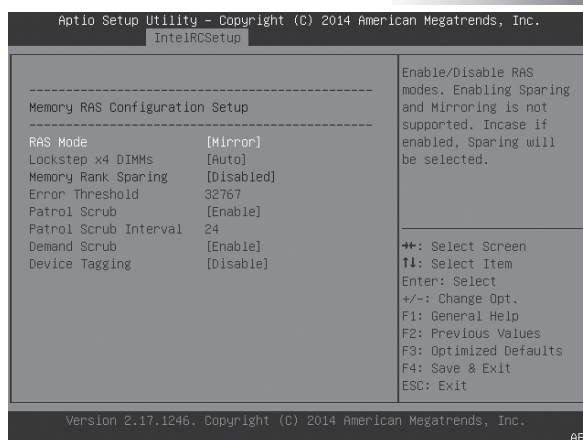 Aptio Setup Utility – Copyright (C) 2014 American Megatrends, Inc.
IntelRCSetup
------------------------------------------------
Memory RAS Configuration Setup
------------------------------------------------
RAS Mode [Mirror]
Lockstep x4 DIMMs [Auto]
Memory Rank Sparing [Disabled]
Error Threshold 32767
Patrol Scrub [Enable]
Patrol Scrub Interval 24
Demand Scrub [Enable]
Device Tagging [Disable]
Enable/Disable RAS
modes. Enabling Sparing
and Mirroring is not
supported. Incase if
enabled, Sparing will
be selected.
→←: Select Screen
↑↓: Select Item
Enter: Select
+/-: Change Opt.
F1: General Help
F2: Previous Values
F3: Optimized Defaults
F4: Save & Exit
ESC: Exit
Version 2.17.1246. Copyright (C) 2014 American Megatrends, Inc.